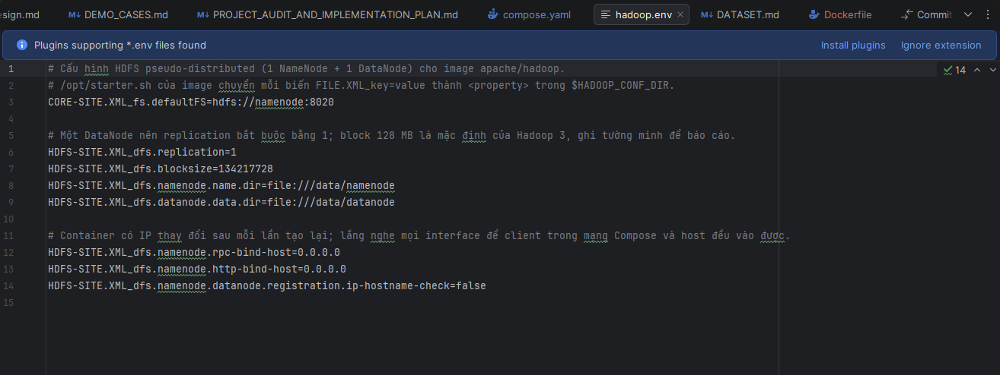 esign.md
DEMO_CASES.md
PROJECT_AUDIT_AND_IMPLEMENTATION_PLAN.md
compose.yaml
hadoop.env
DATASET.md
Dockerfile
Commit
Plugins supporting *.env files found
Install plugins
Ignore extension
14
1 # Cấu hình HDFS pseudo-distributed (1 NameNode + 1 DataNode) cho image apache/hadoop.
2 # /opt/starter.sh của image chuyển mỗi biến FILE.XML_key=value thành <property> trong $HADOOP_CONF_DIR.
3 CORE-SITE.XML_fs.defaultFS=hdfs://namenode:8020
4
5 # Một DataNode nên replication bắt buộc bằng 1; block 128 MB là mặc định của Hadoop 3, ghi tường minh để báo cáo.
6 HDFS-SITE.XML_dfs.replication=1
7 HDFS-SITE.XML_dfs.blocksize=134217728
8 HDFS-SITE.XML_dfs.namenode.name.dir=file:///data/namenode
9 HDFS-SITE.XML_dfs.datanode.data.dir=file:///data/datanode
10
11 # Container có IP thay đổi sau mỗi lần tạo lại; lắng nghe mọi interface để client trong mạng Compose và host đều vào được.
12 HDFS-SITE.XML_dfs.namenode.rpc-bind-host=0.0.0.0
13 HDFS-SITE.XML_dfs.namenode.http-bind-host=0.0.0.0
14 HDFS-SITE.XML_dfs.namenode.datanode.registration.ip-hostname-check=false
15